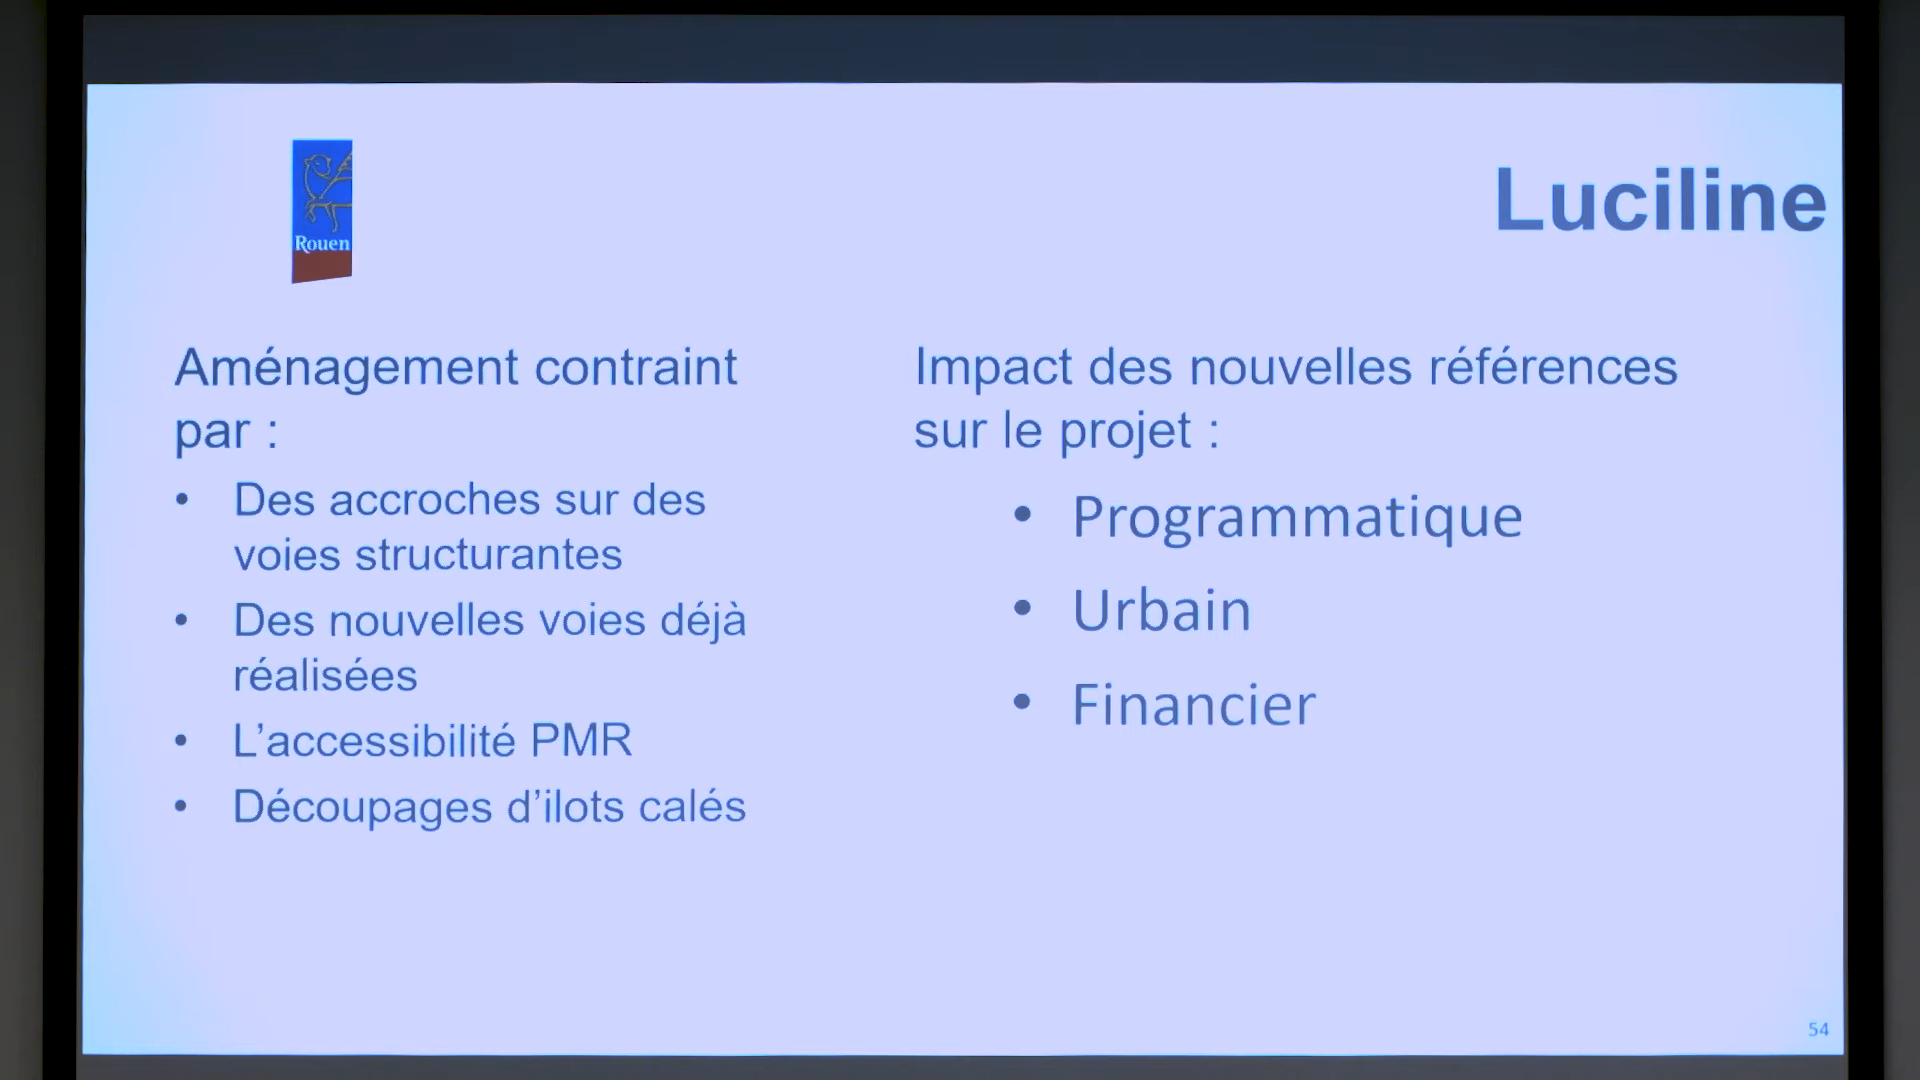 Rouen
Luciline
Aménagement contraint
par :
• Des accroches sur des
voies structurantes
• Des nouvelles voies déjà
réalisées
• L’accessibilité PMR
• Découpages d’ilots calés
Impact des nouvelles références
sur le projet :
• Programmatique
• Urbain
• Financier
54